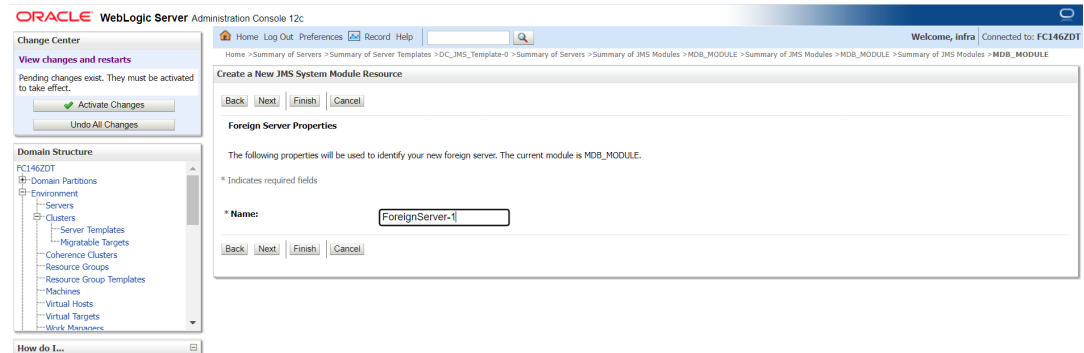 ORACLE WebLogic Server Administration Console 12c
Change Center
View changes and restarts
Pending changes exist. They must be activated
to take effect.
Activate Changes
Undo All Changes
Domain Structure
FC146ZDT
Domain Partitions
Environment
Servers
Clusters
Server Templates
Migratable Targets
Coherence Clusters
Resource Groups
Resource Group Templates
Machines
Virtual Hosts
Virtual Targets
Work Managers
How do I...
Home Log Out Preferences Record Help
Welcome, infra Connected to: FC146ZDT
Home >Summary of Servers >Summary of Server Templates >DC_JMS_Template-0 >Summary of Servers >Summary of JMS Modules >MDB_MODULE >Summary of JMS Modules >MDB_MODULE >Summary of JMS Modules >MDB_MODULE
Create a New JMS System Module Resource
Back Next Finish Cancel
Foreign Server Properties
The following properties will be used to identify your new foreign server. The current module is MDB_MODULE.
* Indicates required fields
* Name: ForeignServer-1
Back Next Finish Cancel